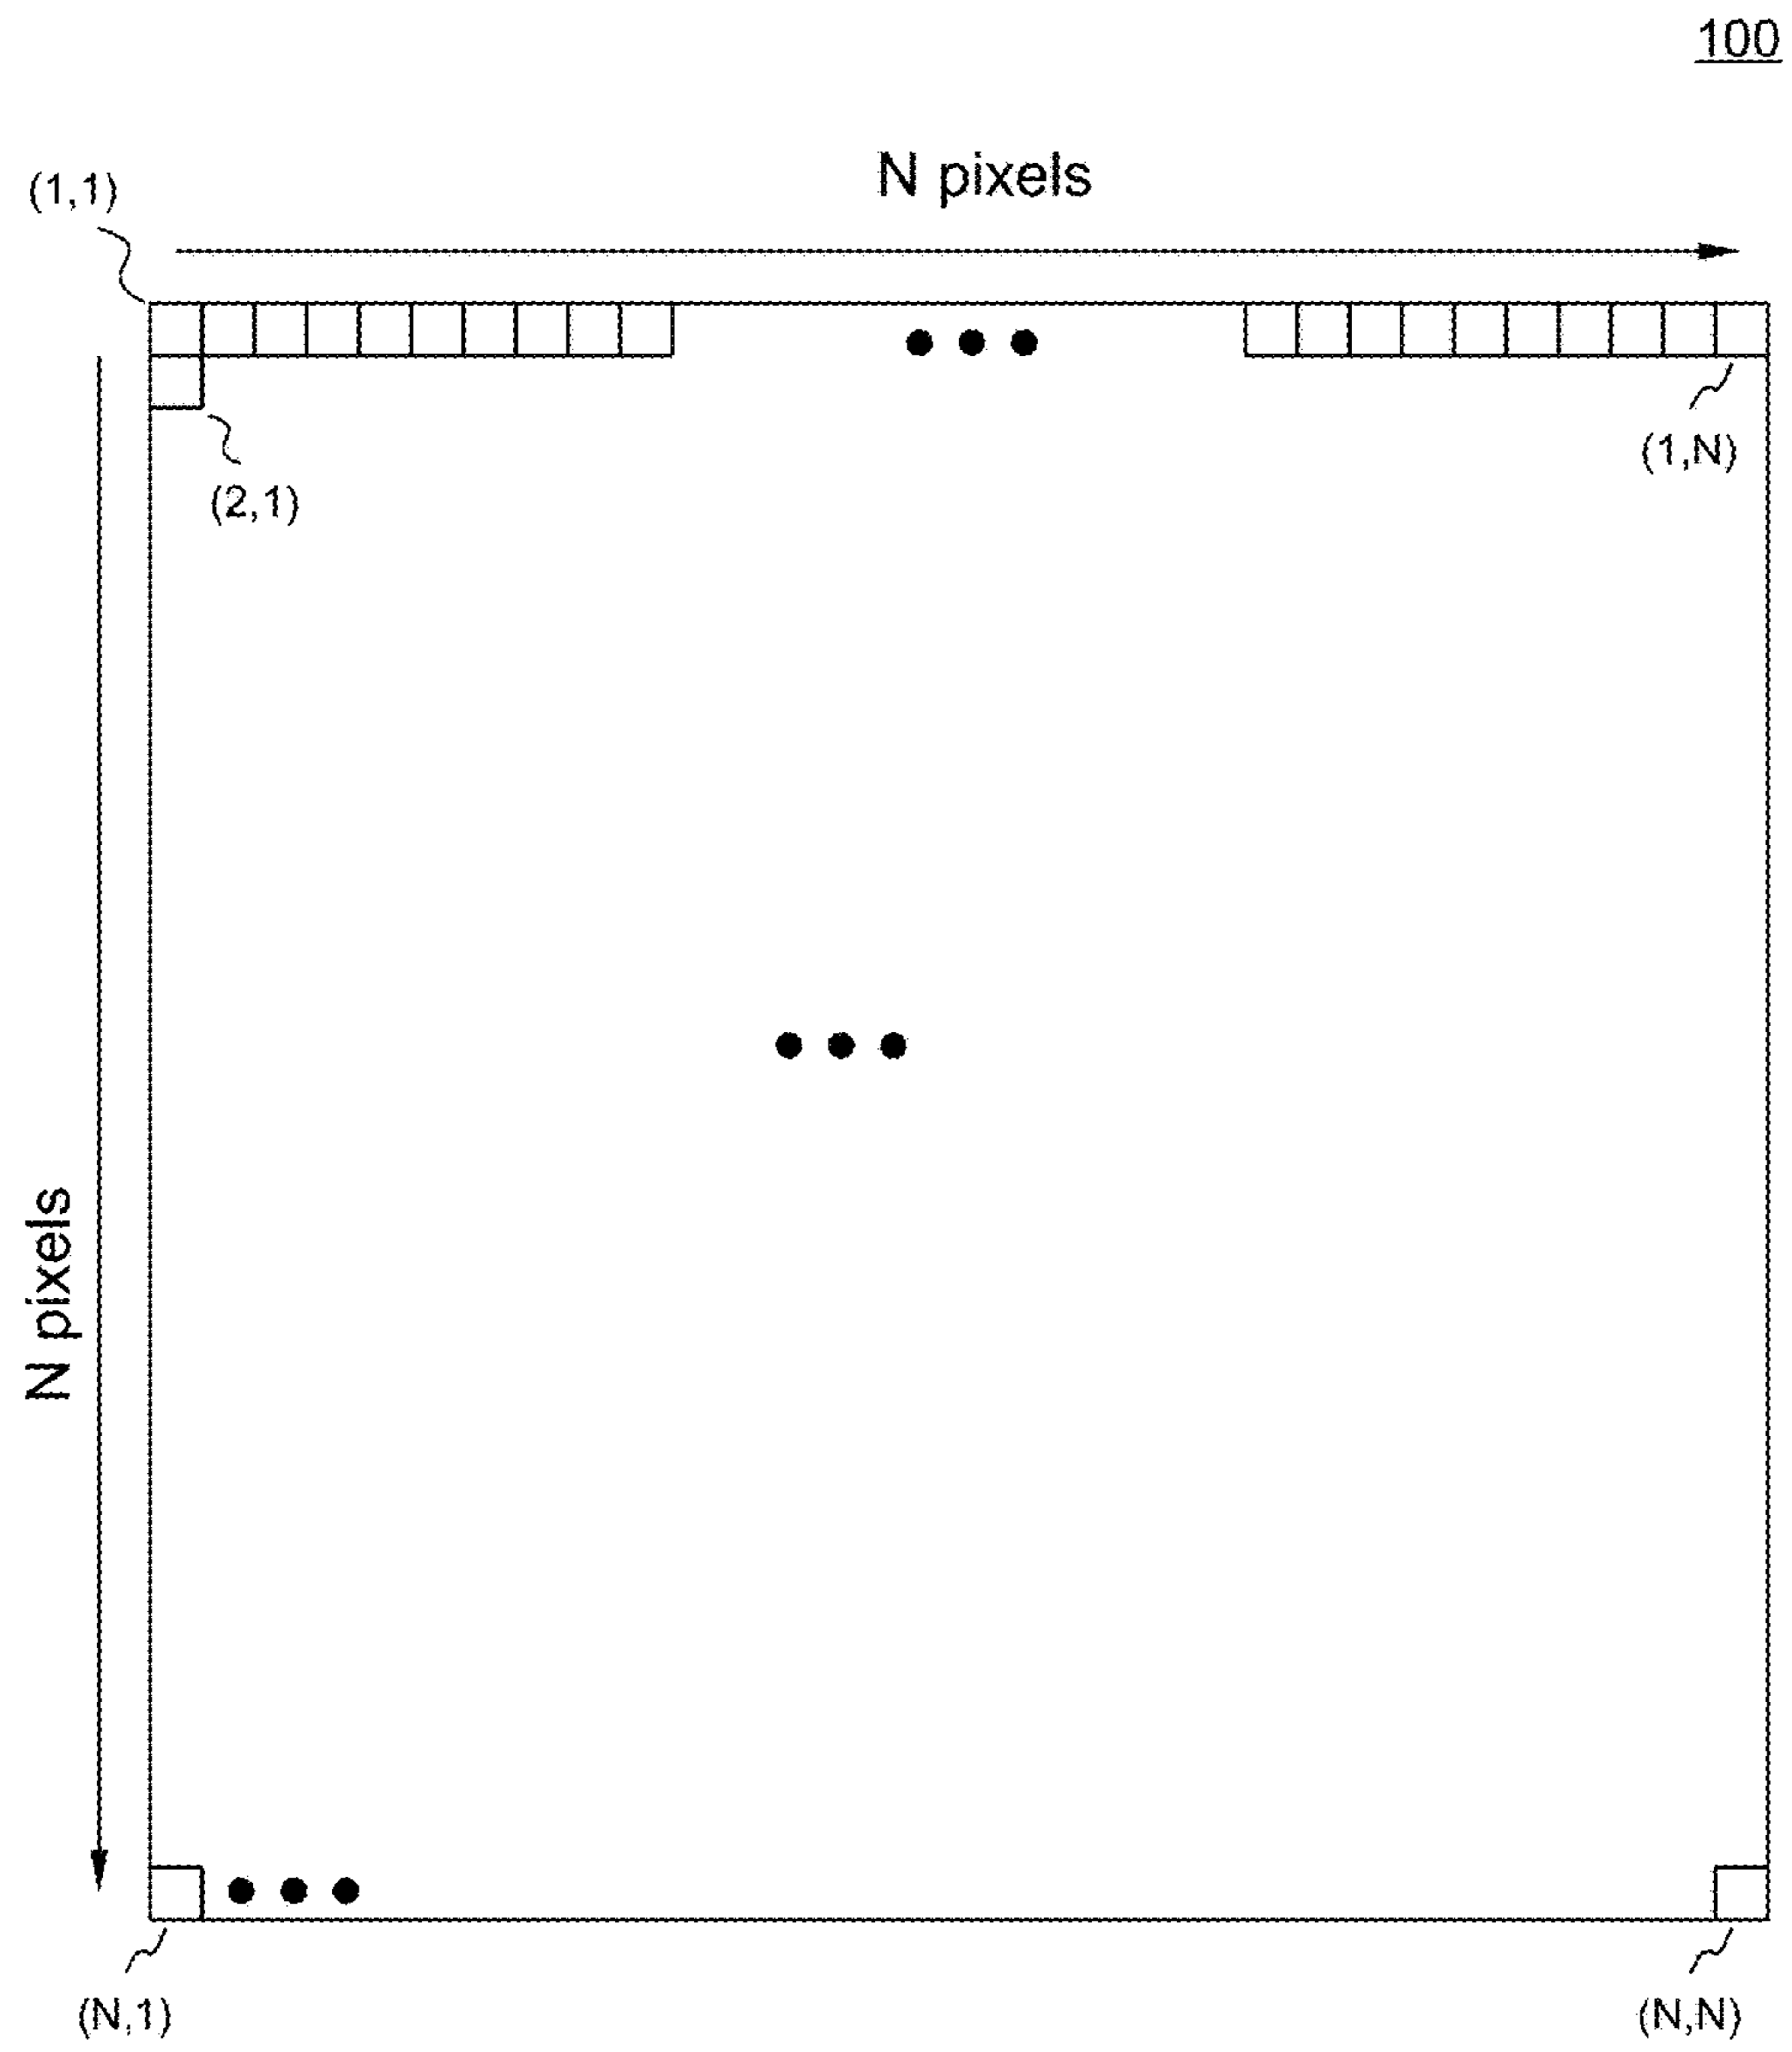 100
N pixels
(1,1)
(1,N)
(2,1)
N pixels
(N,1)
(N,N)